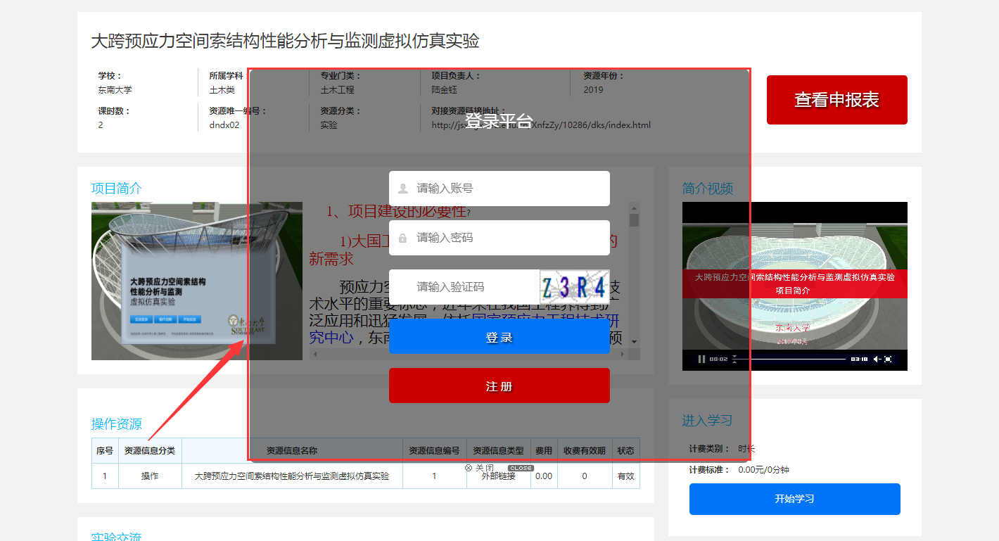 大跨预应力空间索结构性能分析与监测虚拟仿真实验
学校：
东南大学
所属学科：
土木类
专业门类：
土木工程
项目负责人：
陆金钰
资源年份：
2019
查看申报表
课时数：
2
资源唯一编号：
dndx02
资源分类：
实验
对接资源链接地址：
登录平台
XnfzZy/10286/dks/index.html
项目简介
大跨预应力空间索结构
性能分析与监测
虚拟仿真实验
东南大学
SOUTHEAST
1、项目建设的必要性?
1)大国工
的
新需求
预应力空
技
术水平的重要标志，近年来在我国工程界得到广
泛应用和迅猛发展。依托国家预应力工程技术研
究中心，东南
预
请输入账号
请输入密码
请输入验证码
Z3R4
登 录
注 册
关闭
CLOSE
简介视频
大跨预应力空间索结构性能分析与监测虚拟仿真实验
项目简介
东南大学
00:02
03:18
操作资源
序号 资源信息分类 资源信息名称 资源信息编号 资源信息类型 费用 收费有效期 状态
1 操作 大跨预应力空间索结构性能分析与监测虚拟仿真实验 1 外部链接 0.00 0 有效
进入学习
计费类别： 时长
计费标准： 0.00元/0分钟
开始学习
实验交流